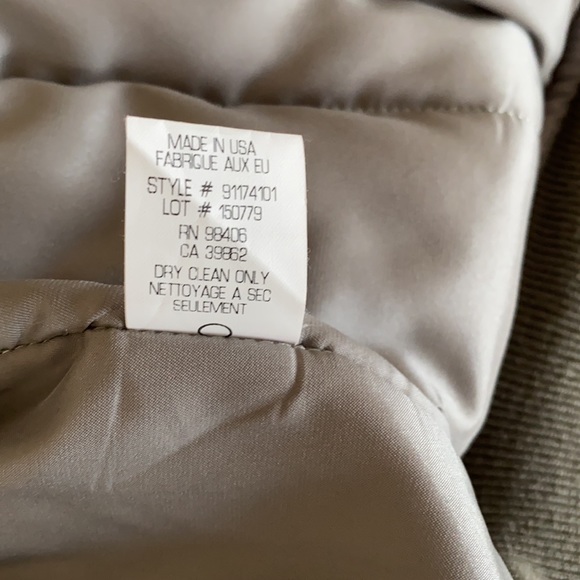 MADE IN USA
FABRIQUE AUX EU
STYLE # 91174101
LOT # 150779
RN 98406
CA 39862
DRY CLEAN ONLY
NETTOYAGE A SEC
SEULEMENT